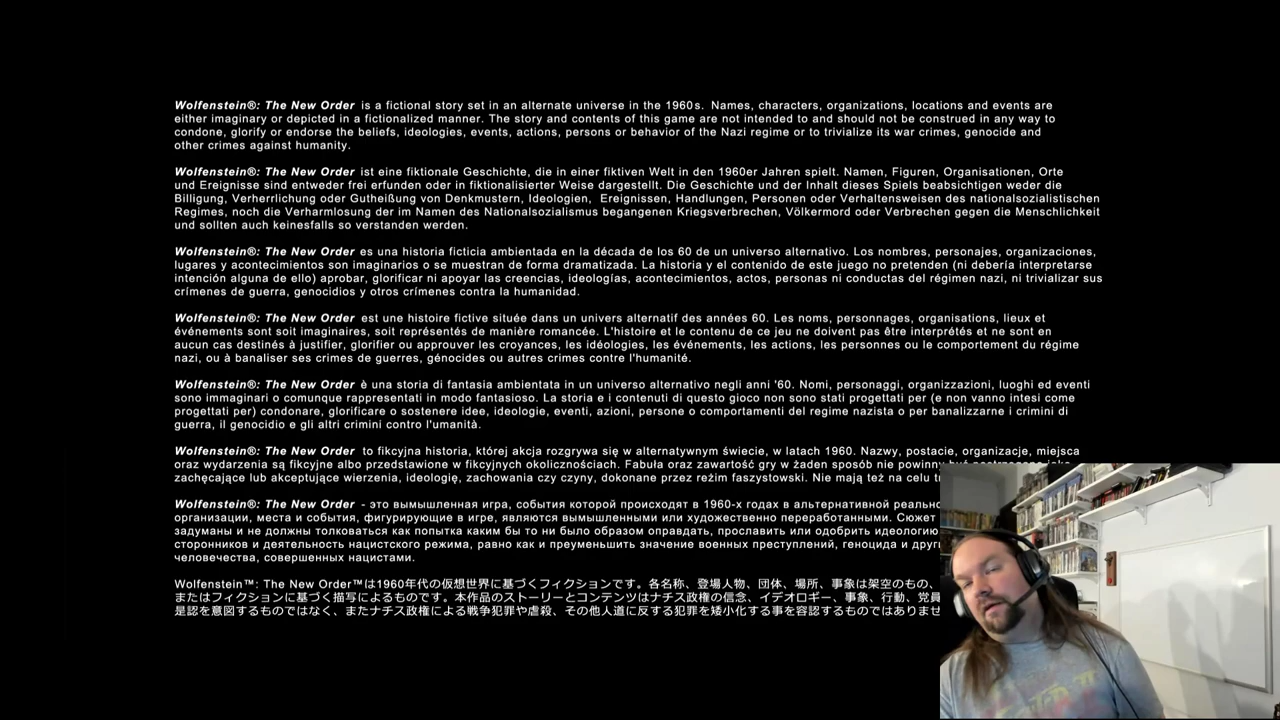 Wolfenstein®: The New Order is a fictional story set in an alternate universe in the 1960s. Names, characters, organizations, locations and events are
either imaginary or depicted in a fictionalized manner. The story and contents of this game are not intended to and should not be construed in any way to
condone, glorify or endorse the beliefs, ideologies, events, actions, persons or behavior of the Nazi regime or to trivialize its war crimes, genocide and
other crimes against humanity.
Wolfenstein®: The New Order ist eine fiktionale Geschichte, die in einer fiktiven Welt in den 1960er Jahren spielt. Namen, Figuren, Organisationen, Orte
und Ereignisse sind entweder frei erfunden oder in fiktionalisierter Weise dargestellt. Die Geschichte und der Inhalt dieses Spiels beabsichtigen weder die
Billigung, Verherrlichung oder Gutheißung von Denkmustern, Ideologien, Ereignissen, Handlungen, Personen oder Verhaltensweisen des nationalsozialistischen
Regimes, noch die Verharmlosung der im Namen des Nationalsozialismus begangenen Kriegsverbrechen, Völkermord oder Verbrechen gegen die Menschlichkeit
und sollten auch keinesfalls so verstanden werden.
Wolfenstein®: The New Order es una historia ficticia ambientada en la década de los 60 de un universo alternativo. Los nombres, personajes, organizaciones,
lugares y acontecimientos son imaginarios o se muestran de forma dramatizada. La historia y el contenido de este juego no pretenden (ni debería interpretarse
intención alguna de ello) aprobar, glorificar ni apoyar las creencias, ideologías, acontecimientos, actos, personas ni conductas del régimen nazi, ni trivializar sus
crímenes de guerra, genocidios y otros crímenes contra la humanidad.
Wolfenstein®: The New Order est une histoire fictive située dans un univers alternatif des années 60. Les noms, personnages, organisations, lieux et
événements sont soit imaginaires, soit représentés de manière romancée. L'histoire et le contenu de ce jeu ne doivent pas être interprétés et ne sont en
aucun cas destinés à justifier, glorifier ou approuver les croyances, les idéologies, les événements, les actions, les personnes ou le comportement du régime
nazi, ou à banaliser ses crimes de guerres, génocides ou autres crimes contre l'humanité.
Wolfenstein®: The New Order è una storia di fantasia ambientata in un universo alternativo negli anni '60. Nomi, personaggi, organizzazioni, luoghi ed eventi
sono immaginari o comunque rappresentati in modo fantasioso. La storia e i contenuti di questo gioco non sono stati progettati per (e non vanno intesi come
progettati per) condonare, glorificare o sostenere idee, ideologie, eventi, azioni, persone o comportamenti del regime nazista o per banalizzarne i crimini di
guerra, il genocidio e gli altri crimini contro l'umanità.
Wolfenstein®: The New Order to fikcyjna historia, której akcja rozgrywa się w alternatywnym świecie, w latach 1960. Nazwy, postacie, organizacje, miejsca
oraz wydarzenia są fikcyjne albo przedstawione w fikcyjnych okolicznościach. Fabuła oraz zawartość gry w żaden sposób nie powinny
zachęcające lub akceptujące wierzenia, ideologię, zachowania czy czyny, dokonane przez reżim faszystowski. Nie mają też na celu
Wolfenstein®: The New Order - это вымышленная игра, события которой происходят в 1960-х годах в альтернативной
организации, места и события, фигурирующие в игре, являются вымышленными или художественно переработанными. Сюжет
задуманы и не должны толковаться как попытка каким бы то ни было образом оправдать, прославить или одобрить идеологию
сторонников и деятельность нацистского режима, равно как и преуменьшить значение военных преступлений, геноцида и
человечества, совершенных нацистами.
Wolfenstein™: The New Order™は1960年代の仮想世界に基づくフィクションです。各名称、登場人物、団体、場所、事象は架空のもの、
またはフィクションに基づく描写によるものです。本作品のストーリーとコンテンツはナチス政権の信念、イデオロギー、事象、行動、党員
是認を意図するものではなく、またナチス政権による戦争犯罪や虐殺、その他人道に反する犯罪を矮小化する事を容認するものではありませ